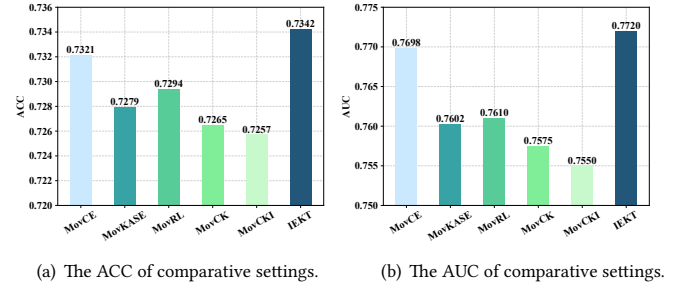 0.736
0.734
0.732
0.730
0.728
0.726
0.724
0.722
0.720
ACC
0.7321
0.7279
0.7294
0.7265
0.7257
0.7342
MovCE
MovKASE
MovRL
MovCK
MovCKI
IEKT
(a) The ACC of comparative settings.
0.775
0.770
0.765
0.760
0.755
0.750
AUC
0.7698
0.7602
0.7610
0.7575
0.7550
0.7720
MovCE
MovKASE
MovRL
MovCK
MovCKI
IEKT
(b) The AUC of comparative settings.